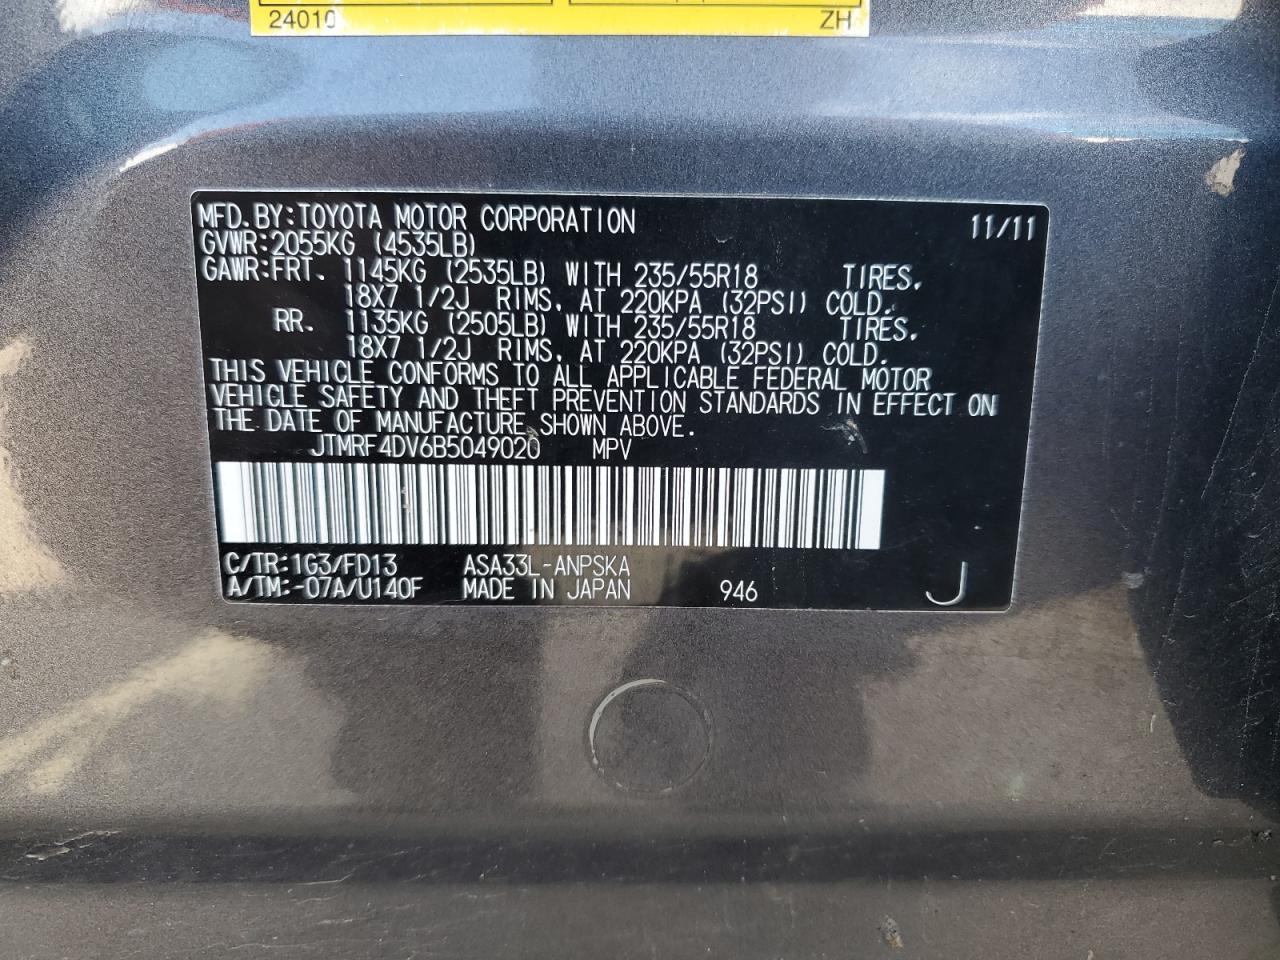 24010 ZH
MFD.BY:TOYOTA MOTOR CORPORATION 11/11
GVWR:2055KG (4535LB)
GAWR:FRT. 1145KG (2535LB) WITH 235/55R18 TIRES.
18X7 1/2J RIMS, AT 220KPA (32PSI) COLD.
RR. 1135KG (2505LB) WITH 235/55R18 TIRES.
18X7 1/2J RIMS, AT 220KPA (32PSI) COLD.
THIS VEHICLE CONFORMS TO ALL APPLICABLE FEDERAL MOTOR
VEHICLE SAFETY AND THEFT PREVENTION STANDARDS IN EFFECT ON
THE DATE OF MANUFACTURE SHOWN ABOVE.
JTMRF4DV6B5049020 MPV
C/TR:1G3/FD13 ASA33L-ANPSKA
A/TM:-07A/U140F MADE IN JAPAN 946 J